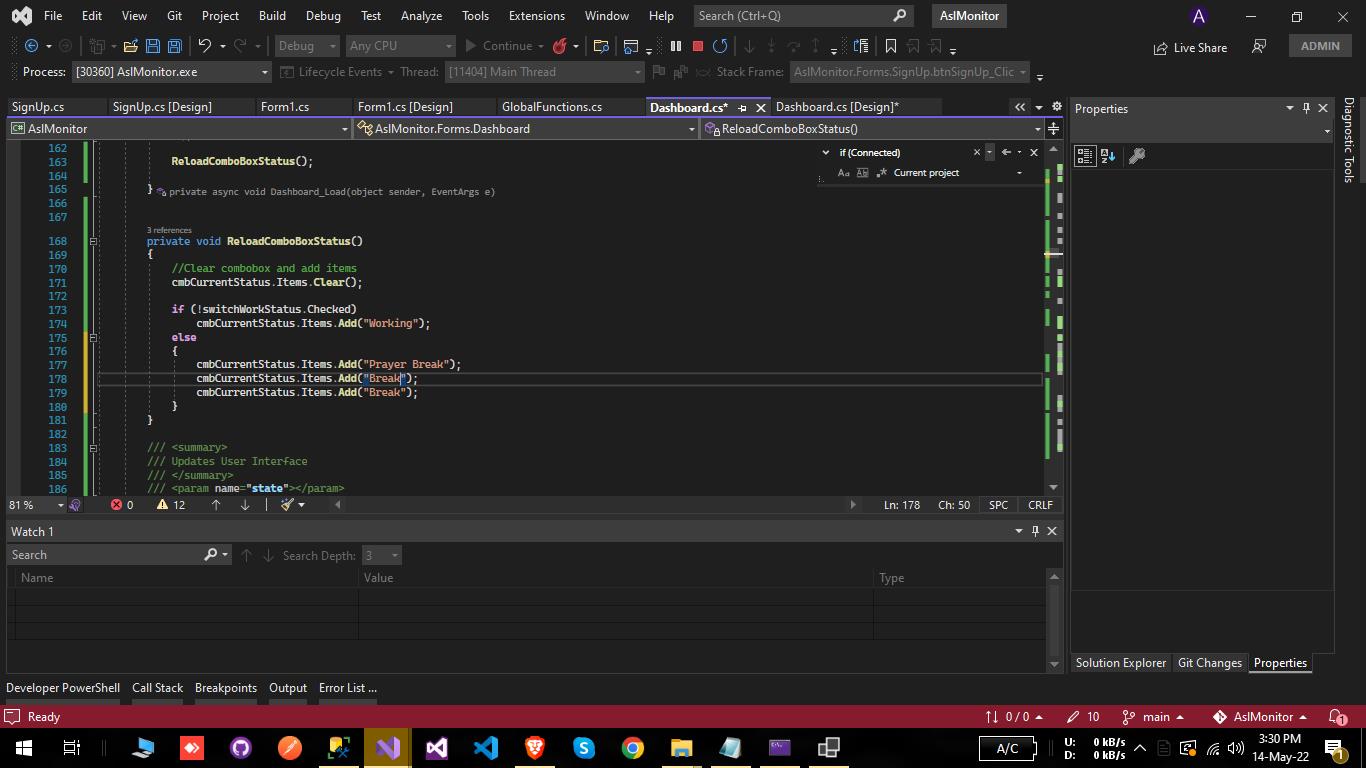 File Edit View Git Project Build Debug Test Analyze Tools Extensions Window Help Search (Ctrl+Q) AslMonitor A
Debug Any CPU Continue Live Share ADMIN
Process: [30360] AslMonitor.exe Lifecycle Events Thread: [11404] Main Thread Stack Frame: AslMonitor.Forms.SignUp.btnSignUp_Clic
SignUp.cs SignUp.cs [Design] Form1.cs Form1.cs [Design] GlobalFunctions.cs Dashboard.cs* Dashboard.cs [Design]* Properties
C# AslMonitor AslMonitor.Forms.Dashboard ReloadComboBoxStatus()
if (Connected)
Aa Ab Current project
162
163 ReloadComboBoxStatus();
164
165 } private async void Dashboard_Load(object sender, EventArgs e)
166
167
3 references
168 private void ReloadComboBoxStatus()
169 {
170 //Clear combobox and add items
171 cmbCurrentStatus.Items.Clear();
172
173 if (!switchWorkStatus.Checked)
174 cmbCurrentStatus.Items.Add("Working");
175 else
176 {
177 cmbCurrentStatus.Items.Add("Prayer Break");
178 cmbCurrentStatus.Items.Add("Break");
179 cmbCurrentStatus.Items.Add("Break");
180 }
181 }
182
183 /// <summary>
184 /// Updates User Interface
185 /// </summary>
186 /// <param name="state"></param>
81 % 0 12 Ln: 178 Ch: 50 SPC CRLF
Diagnostic Tools
Watch 1
Search Search Depth: 3
Name Value Type
Solution Explorer Git Changes Properties
Developer PowerShell Call Stack Breakpoints Output Error List ...
Ready 0 / 0 10 main AslMonitor 1
A/C U: 0 kB/s D: 0 kB/s 3:30 PM 14-May-22 1